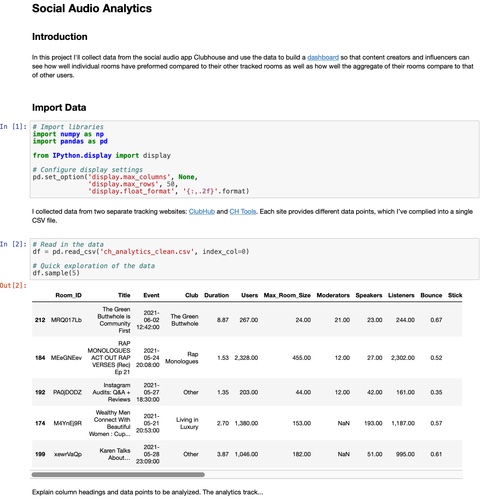 Social Audio Analytics
Introduction
In this project I'll collect data from the social audio app Clubhouse and use the data to build a dashboard so that content creators and influencers can
see how well individual rooms have preformed compared to their other tracked rooms as well as how well the aggregate of their rooms compare to that
of other users.
Import Data
In [1]: # Import libraries
import numpy as np
import pandas as pd
from IPython.display import display
# Configure display settings
pd.set_option('display.max_columns', None,
'display.max_rows', 50,
'display.float_format', '{:,.2f}'.format)
I collected data from two separate tracking websites: ClubHub and CH Tools. Each site provides different data points, which I've complied into a single
CSV file.
In [2]: # Read in the data
df = pd.read_csv('ch_analytics_clean.csv', index_col=0)
# Quick exploration of the data
df.sample(5)
Out[2]:
Room_ID Title Event Club Duration Users Max_Room_Size Moderators Speakers Listeners Bounce Stick
212 MRQ017Lb The Green Butthwole is Community First 2021-06-02 12:42:00 The Green Butthwole 8.87 267.00 24.00 21.00 23.00 244.00 0.67
184 MEeGNEev RAP MONOLOGUES ACT OUT RAP VERSES (Rec) Ep 21 2021-05-24 20:08:00 Rap Monologues 1.53 2,328.00 455.00 12.00 27.00 2,302.00 0.52
192 PA0jDODZ Instagram Audits: Q&A + Reviews 2021-05-27 18:30:00 Other 1.35 203.00 44.00 12.00 42.00 161.00 0.35
174 M4YnEj9R Wealthy Men Connect With Beautiful Women : Cup... 2021-05-21 20:53:00 Living in Luxury 2.70 1,380.00 153.00 NaN 193.00 1,187.00 0.57
199 xewrVaQp Karen Talks About... 2021-05-28 23:09:00 Other 3.87 1,046.00 182.00 NaN 51.00 995.00 0.61
Explain column headings and data points to be analyized. The analytics track...